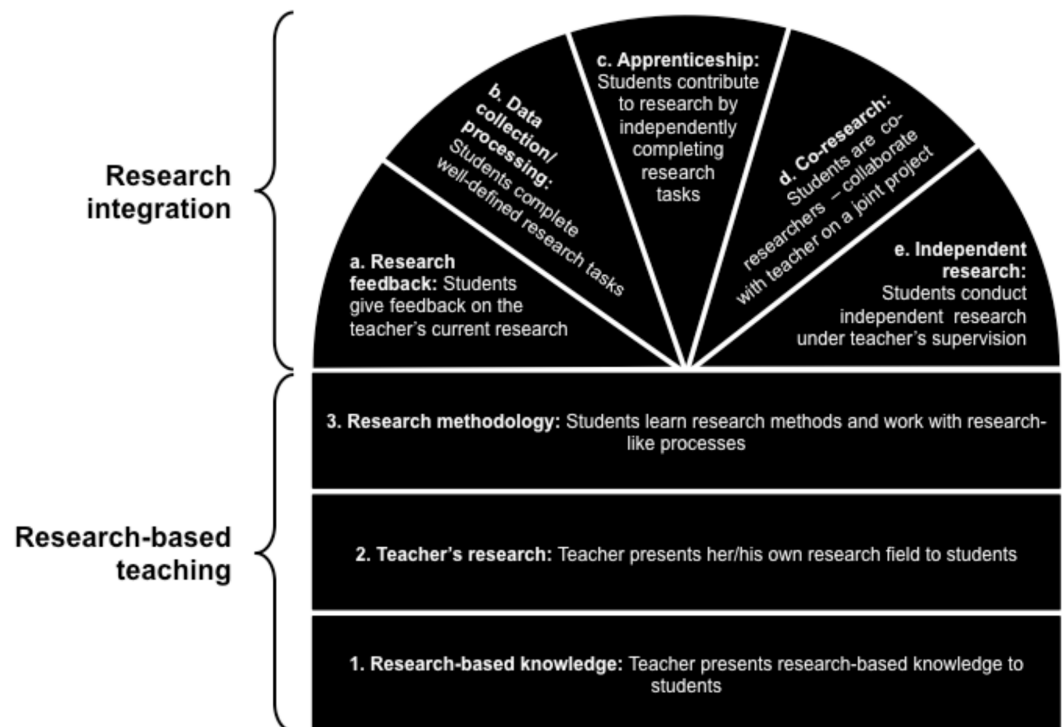 Research
integration
a. Research
feedback: Students
give feedback on the
teacher's current research
b. Data
collection/
processing:
Students complete
well-defined research tasks
c. Apprenticeship:
Students contribute
to research by
independently
completing
research
tasks
d. Co-research:
Students are co-
researchers – collaborate
with teacher on a joint project
e. Independent
research:
Students conduct
independent research
under teacher's supervision
Research-based
teaching
3. Research methodology: Students learn research methods and work with research-
like processes
2. Teacher's research: Teacher presents her/his own research field to students
1. Research-based knowledge: Teacher presents research-based knowledge to
students